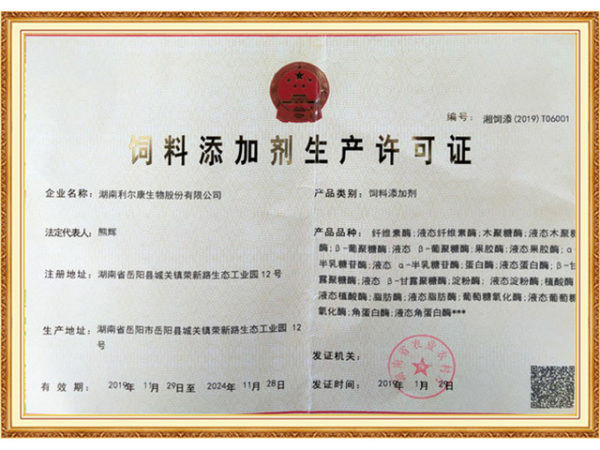 编号: 湘饲添(2019)T06001
饲料添加剂生产许可证
企业名称: 湖南利尔康生物股份有限公司
法定代表人: 熊辉
注册地址: 湖南省岳阳县城关镇荣新路生态工业园12号
生产地址: 湖南省岳阳市岳阳县城关镇荣新路生态工业园 12
号
有效期: 2019年11月29日至2024年11月28日
产品类别: 饲料添加剂
产品品种: 纤维素酶;液态纤维素酶;木聚糖酶;液态木聚糖
酶;β-葡聚糖酶;液态 β-葡聚糖酶;果胶酶;液态果胶酶;α-
半乳糖苷酶;液态 α-半乳糖苷酶;蛋白酶;液态蛋白酶;β-甘
露聚糖酶;液态 β-甘露聚糖酶;淀粉酶; 液态淀粉酶;植酸酶;
液态植酸酶;脂肪酶;液态脂肪酶;葡萄糖氧化酶;液态葡萄糖
氧化酶;角蛋白酶;液态角蛋白酶***
发证机关:
湖南省农业农村厅
发证时间: 2019年11月29日